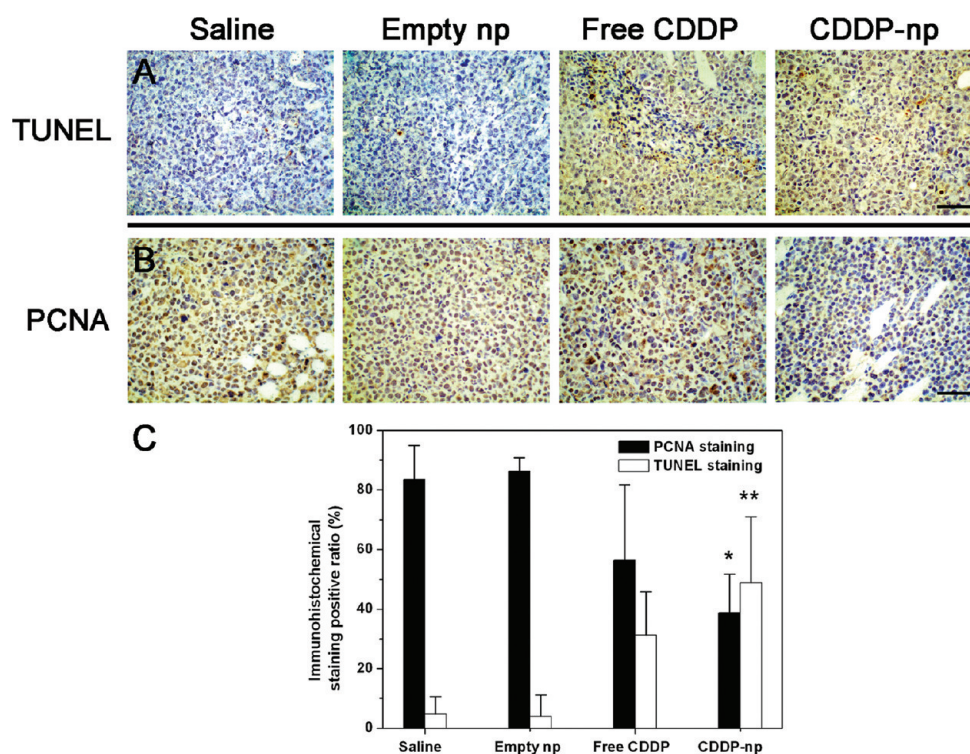 Saline Empty np Free CDDP CDDP-np
A
TUNEL
B
PCNA
C
PCNA staining
TUNEL staining
Immunohistochemical
staining positive ratio (%)
100
80
60
40
20
0
*
**
Saline Empty np Free CDDP CDDP-np